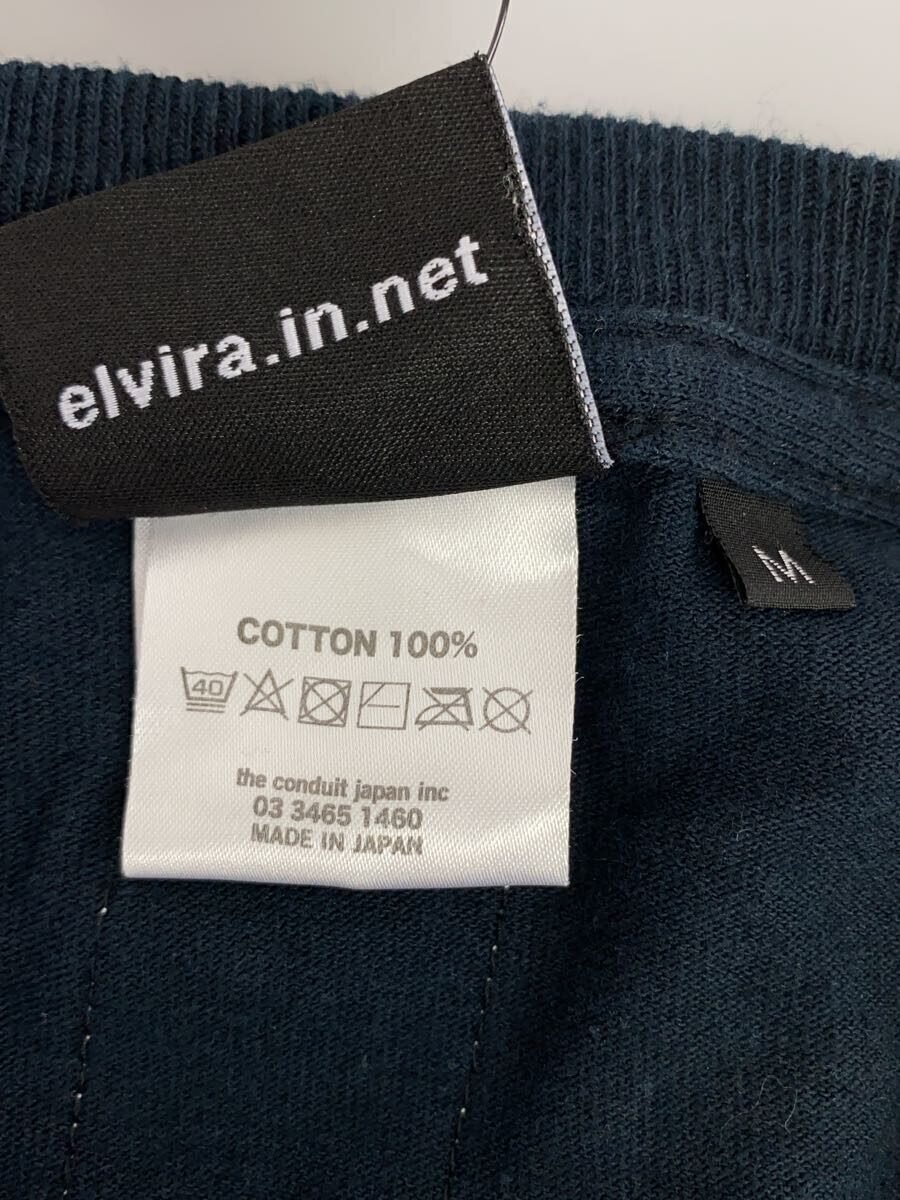 elvira.in.net
M
COTTON 100%
40
the conduit japan inc
03 3465 1460
MADE IN JAPAN